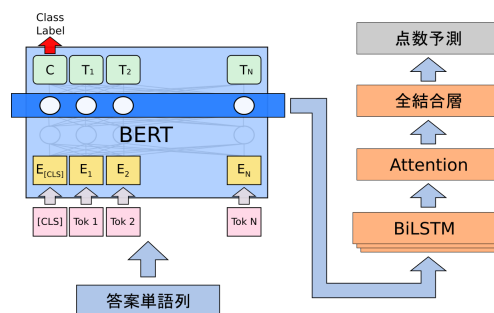 Class
Label
C T1 T2 TN
BERT
E[CLS] E1 E2 EN
[CLS] Tok 1 Tok 2 Tok N
答案単語列
点数予測
全結合層
Attention
BiLSTM